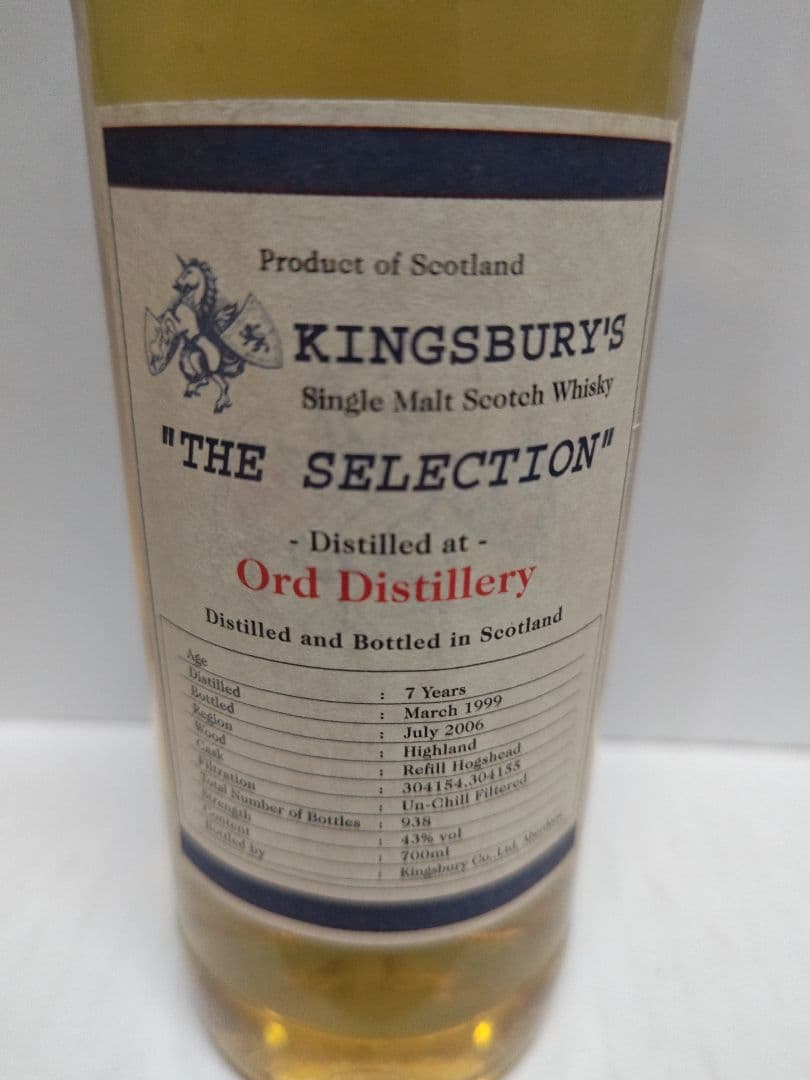 Product of Scotland
KINGSBURY'S
Single Malt Scotch Whisky
"THE SELECTION"
- Distilled at -
Ord Distillery
Distilled and Bottled in Scotland
Age : 7 Years
Distilled : March 1999
Bottled : July 2006
Region : Highland
Wood : Refill Hogshead
Cask : 304154,304155
Filtration : Un-Chill Filtered
Total Number of Bottles : 938
Strength : 43% vol
Content : 700ml
Bottled by : Kingsbury Co., Ltd. Aberdeen